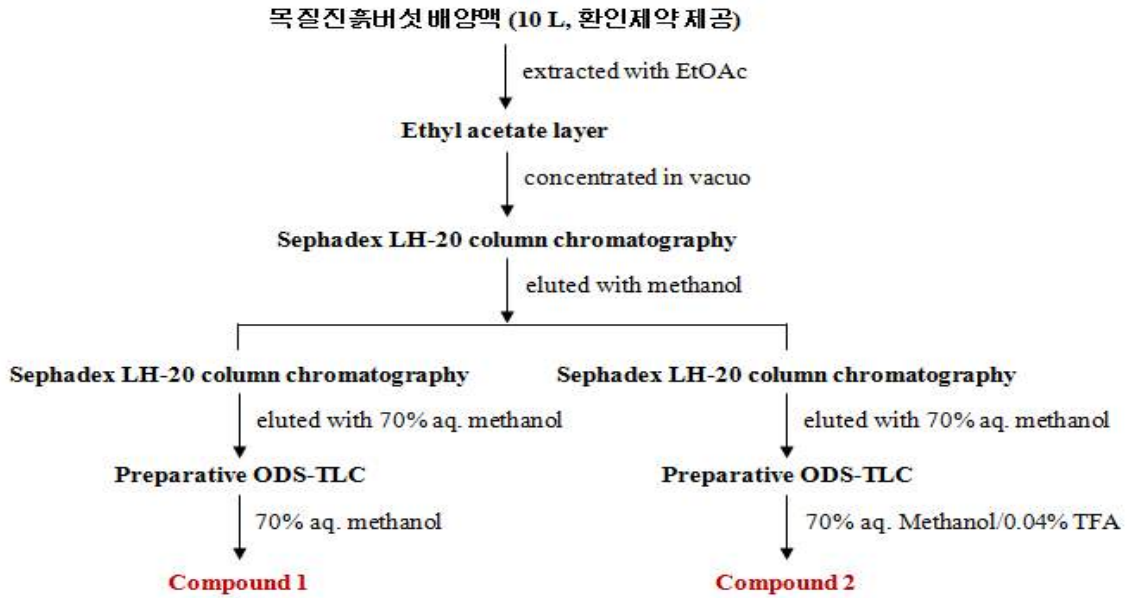 목질진흙버섯 배양액 (10 L, 환인제약 제공)
extracted with EtOAc
Ethyl acetate layer
concentrated in vacuo
Sephadex LH-20 column chromatography
eluted with methanol
Sephadex LH-20 column chromatography
Sephadex LH-20 column chromatography
eluted with 70% aq. methanol
eluted with 70% aq. methanol
Preparative ODS-TLC
Preparative ODS-TLC
70% aq. methanol
70% aq. Methanol/0.04% TFA
Compound 1
Compound 2